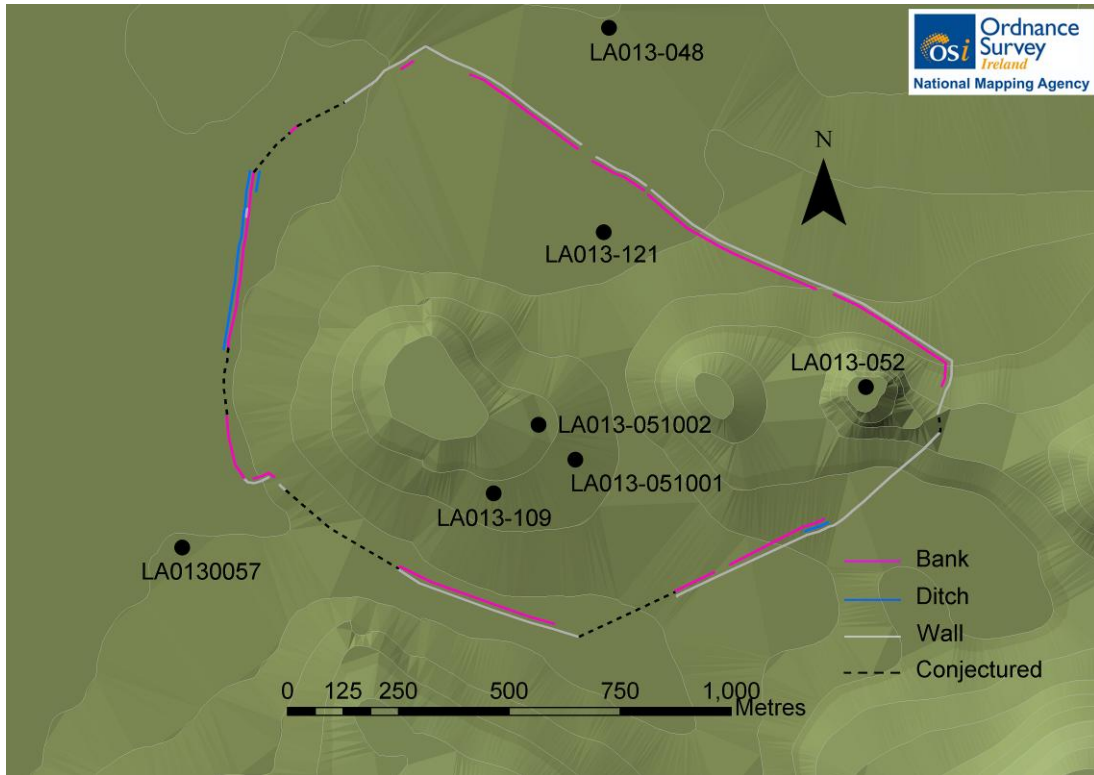 LA013-048
OSi Ordnance
Survey
Ireland
National Mapping Agency
N
LA013-121
LA013-052
LA013-051002
LA013-051001
LA013-109
LA0130057
Bank
Ditch
Wall
Conjectured
0 125 250 500 750 1,000
Metres